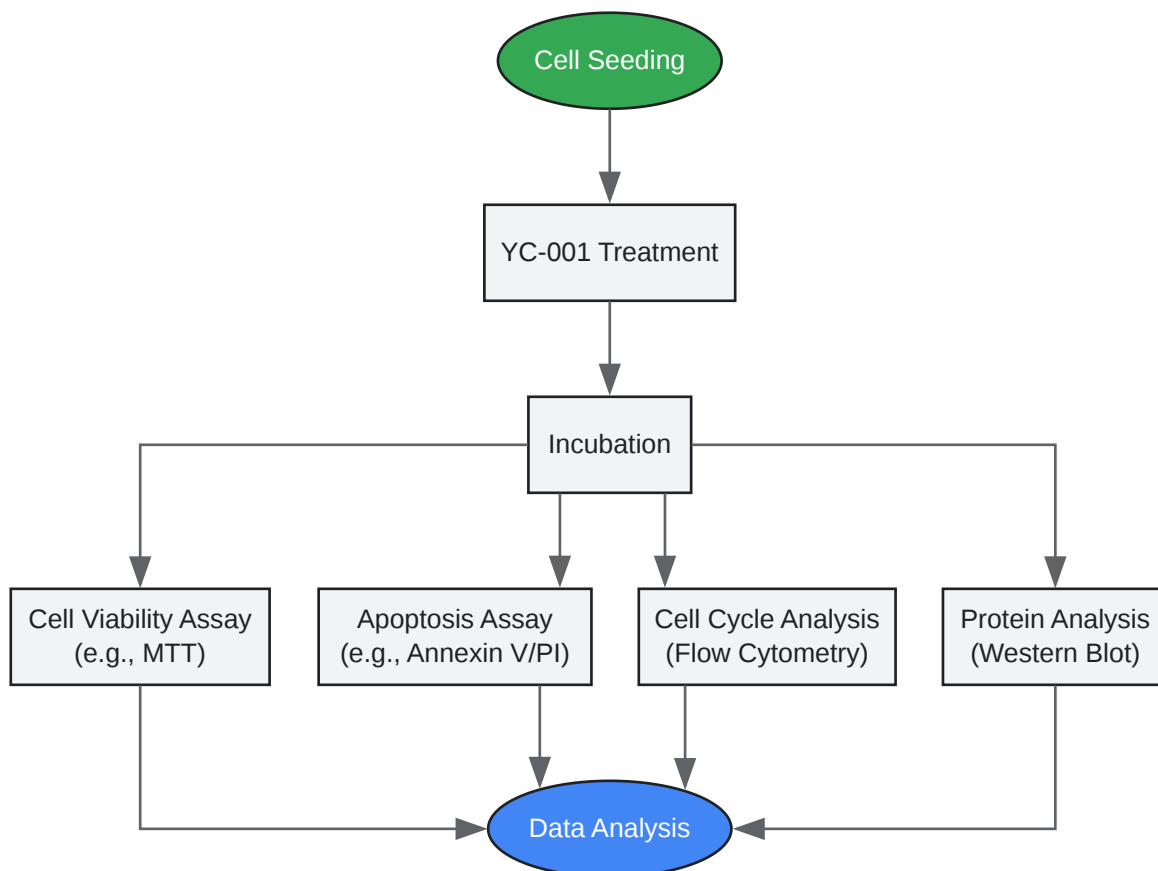 Cell Seeding
YC-001 Treatment
Incubation
Cell Viability Assay
(e.g., MTT)
Apoptosis Assay
(e.g., Annexin V/PI)
Cell Cycle Analysis
(Flow Cytometry)
Protein Analysis
(Western Blot)
Data Analysis